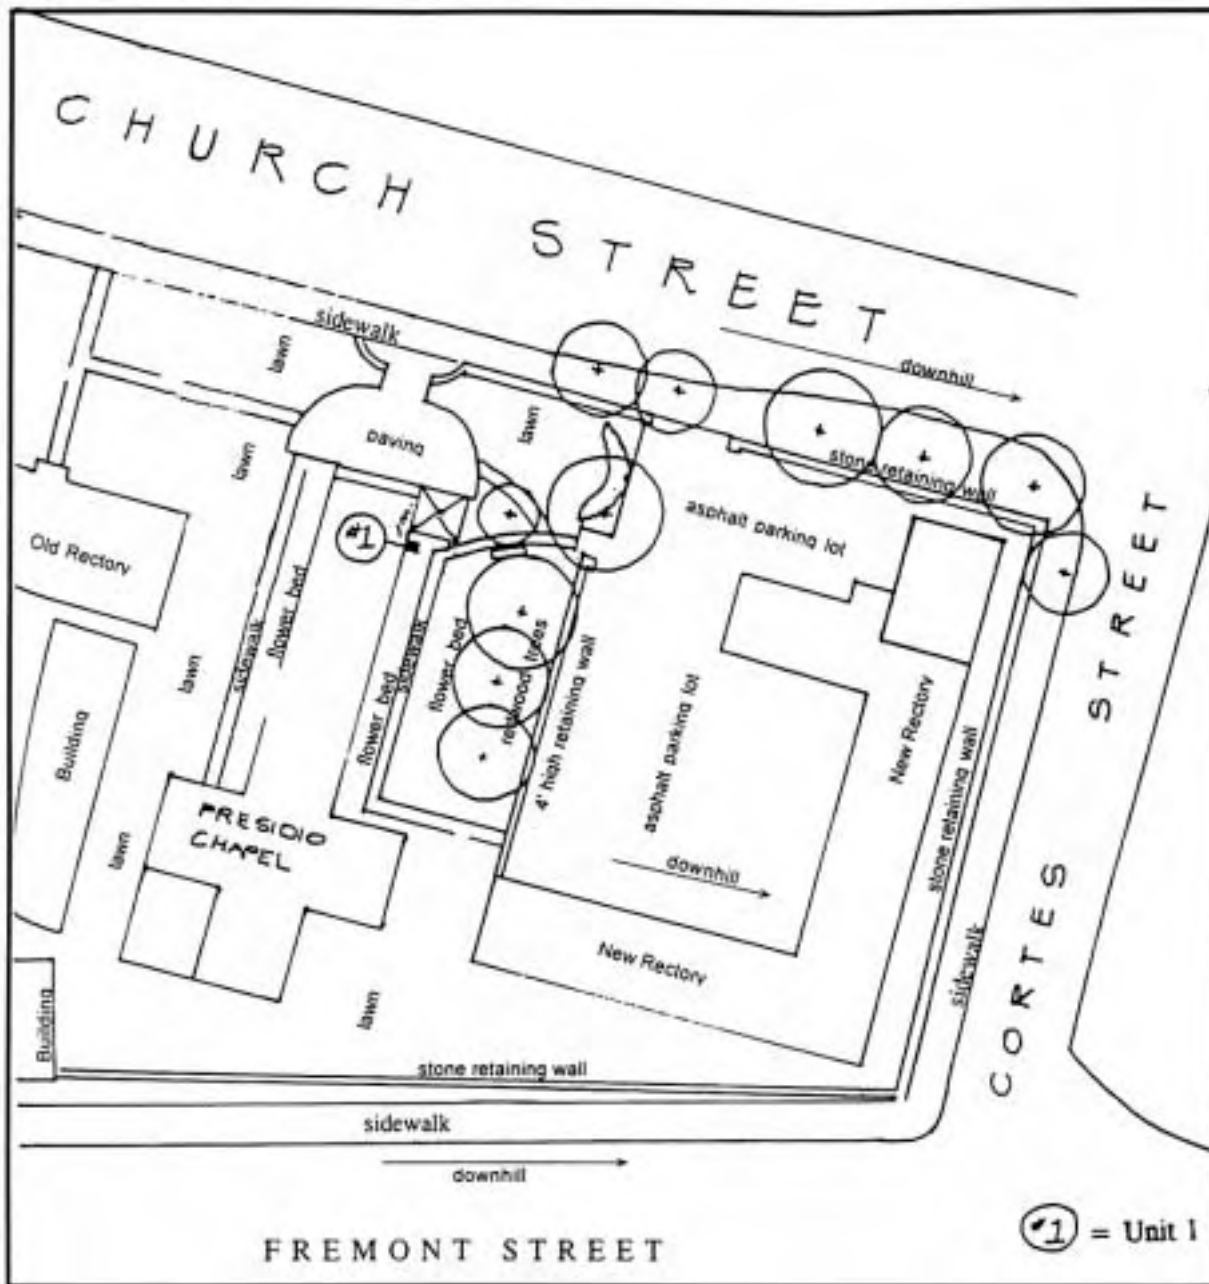 CHURCH STREET
sidewalk
downhill
lawn
lawn
lawn
paving
stone retaining wall
asphalt parking lot
#1
Old Rectory
sidewalk
flower bed
flower bed
sidewalk
flower bed
redwood trees
4' high retaining wall
lawn
Building
asphalt parking lot
New Rectory
stone retaining wall
CORTES STREET
PRESIDIO
CHAPEL
lawn
downhill
New Rectory
sidewalk
lawn
Building
stone retaining wall
sidewalk
downhill
#1 = Unit 1
FREMONT STREET